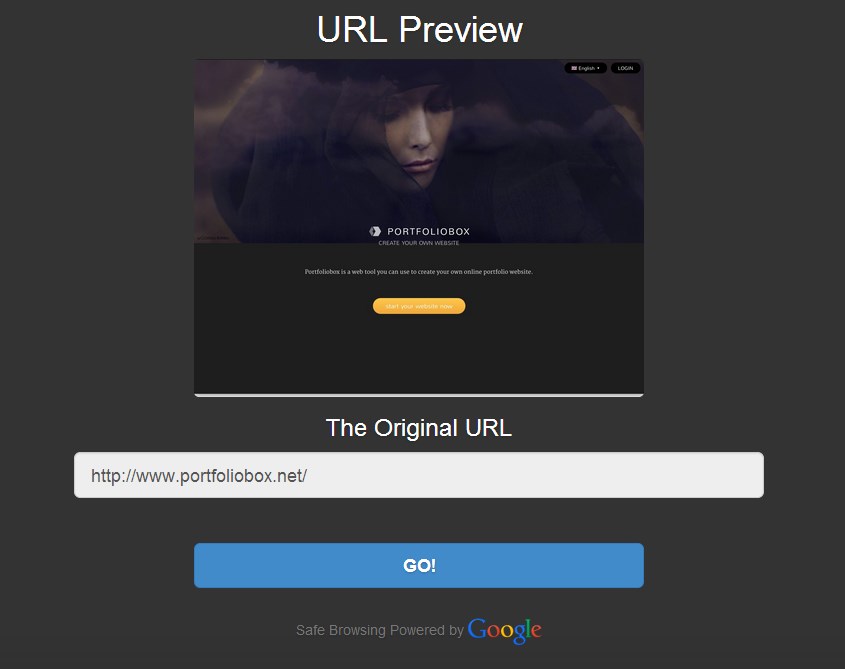 URL Preview
English
LOGIN
PORTFOLIOBOX
CREATE YOUR OWN WEBSITE
Portfoliobox is a web tool you can use to create your own online portfolio website.
start your website now
The Original URL
http://www.portfoliobox.net/
GO!
Safe Browsing Powered by Google